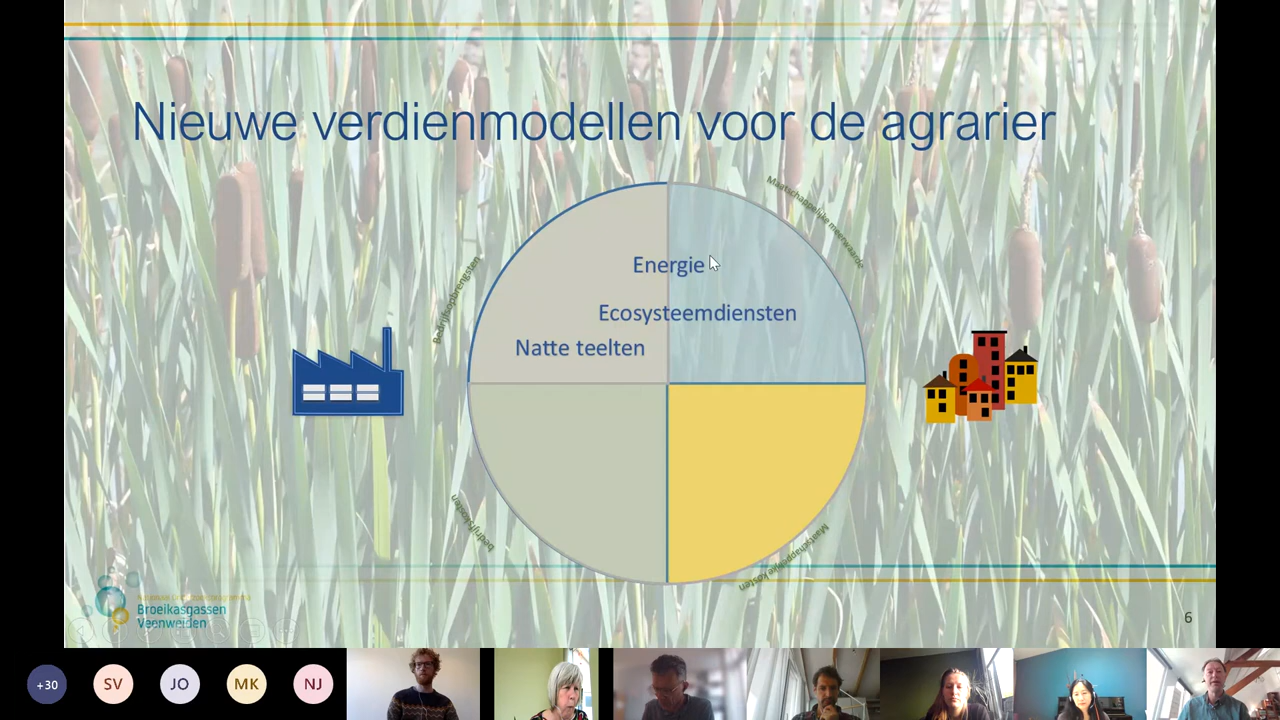 Nieuwe verdienmodellen voor de agrarier
Maatschappelijke meerwaarde
Bedrijfsopbrengsten
Energie
Ecosysteemdiensten
Natte teelten
bedrijfskosten
Maatschappelijke kosten
Broeikasgassen
Veenweiden
6
+30
SV
JO
MK
NJ